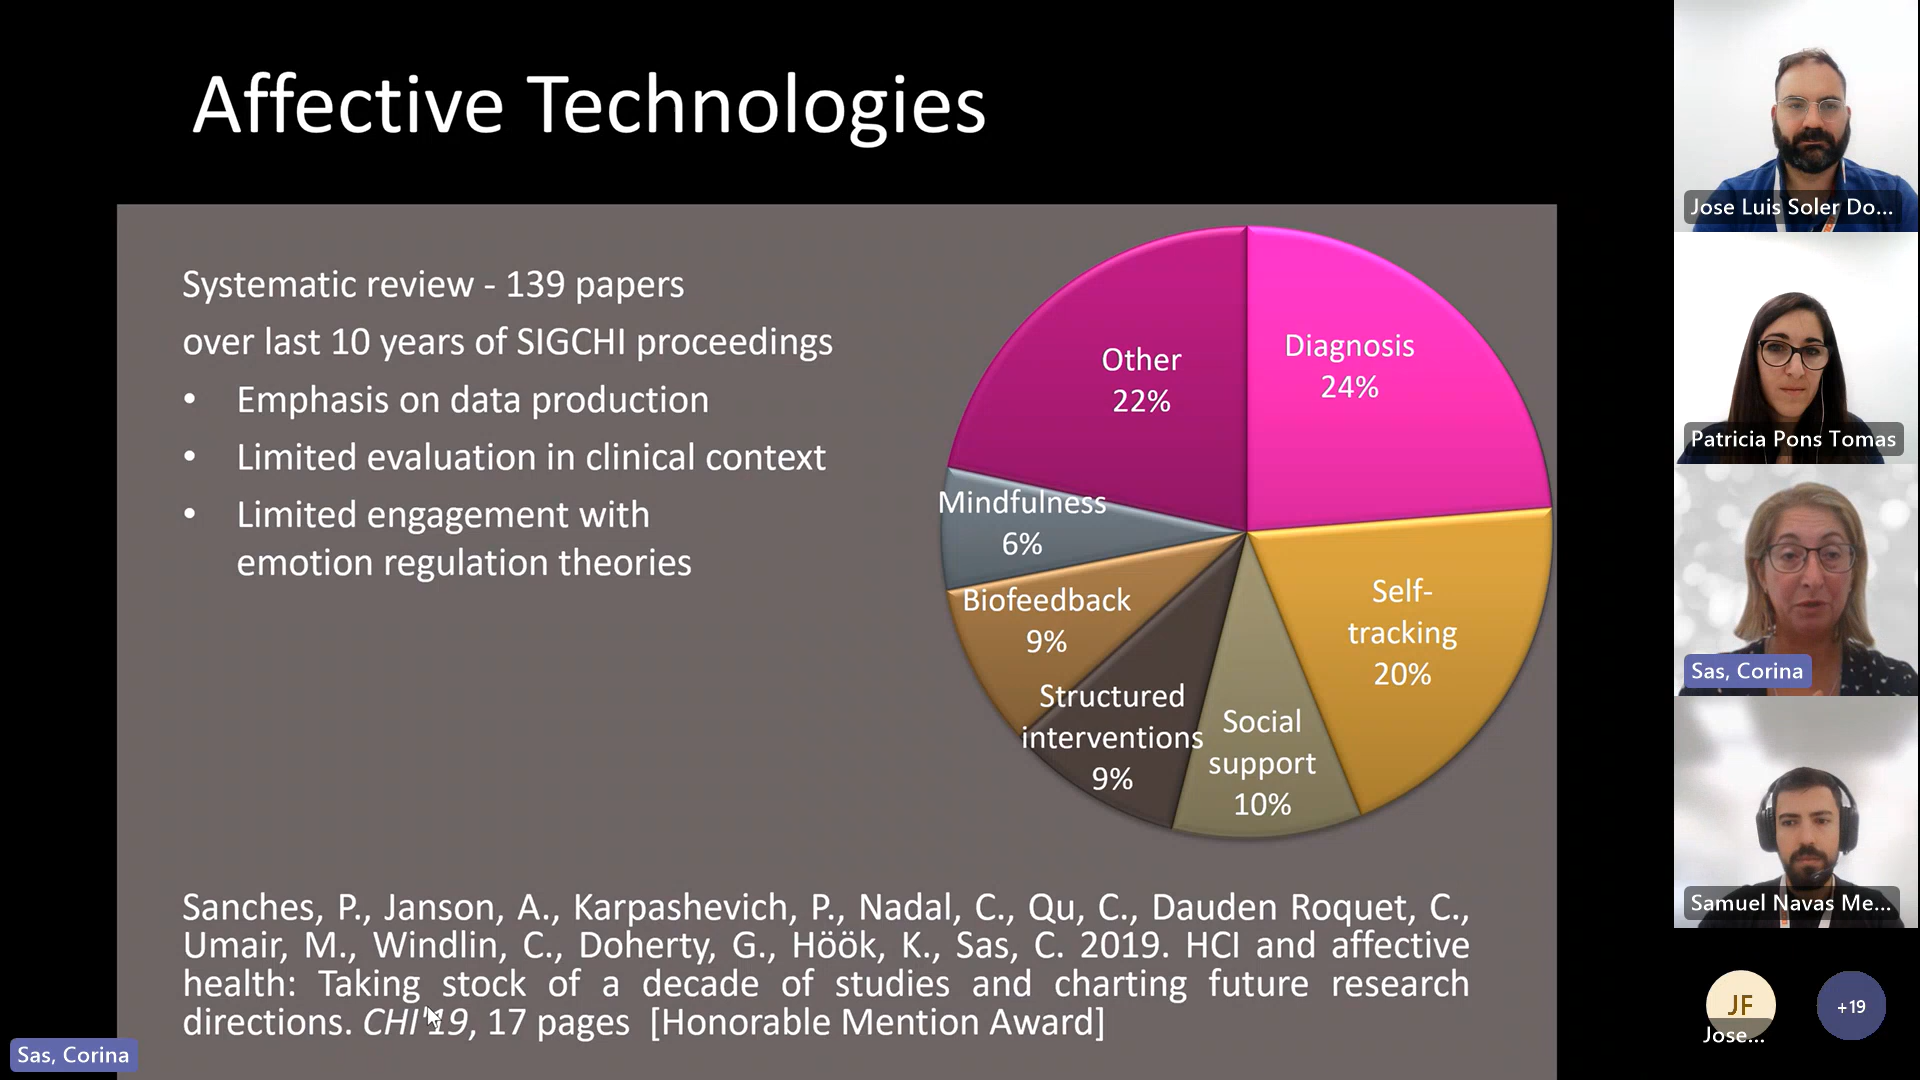 Affective Technologies
Systematic review - 139 papers
over last 10 years of SIGCHI proceedings
• Emphasis on data production
• Limited evaluation in clinical context
• Limited engagement with
emotion regulation theories
Other
22%
Diagnosis
24%
Mindfulness
6%
Self-
tracking
20%
Biofeedback
9%
Structured
interventions
9%
Social
support
10%
Sanches, P., Janson, A., Karpashevich, P., Nadal, C., Qu, C., Dauden Roquet, C.,
Umair, M., Windlin, C., Doherty, G., Höök, K., Sas, C. 2019. HCI and affective
health: Taking stock of a decade of studies and charting future research
directions. CHI 19, 17 pages [Honorable Mention Award]
Sas, Corina
Jose Luis Soler Do...
Patricia Pons Tomas
Sas, Corina
Samuel Navas Me...
JF
Jose...
+19